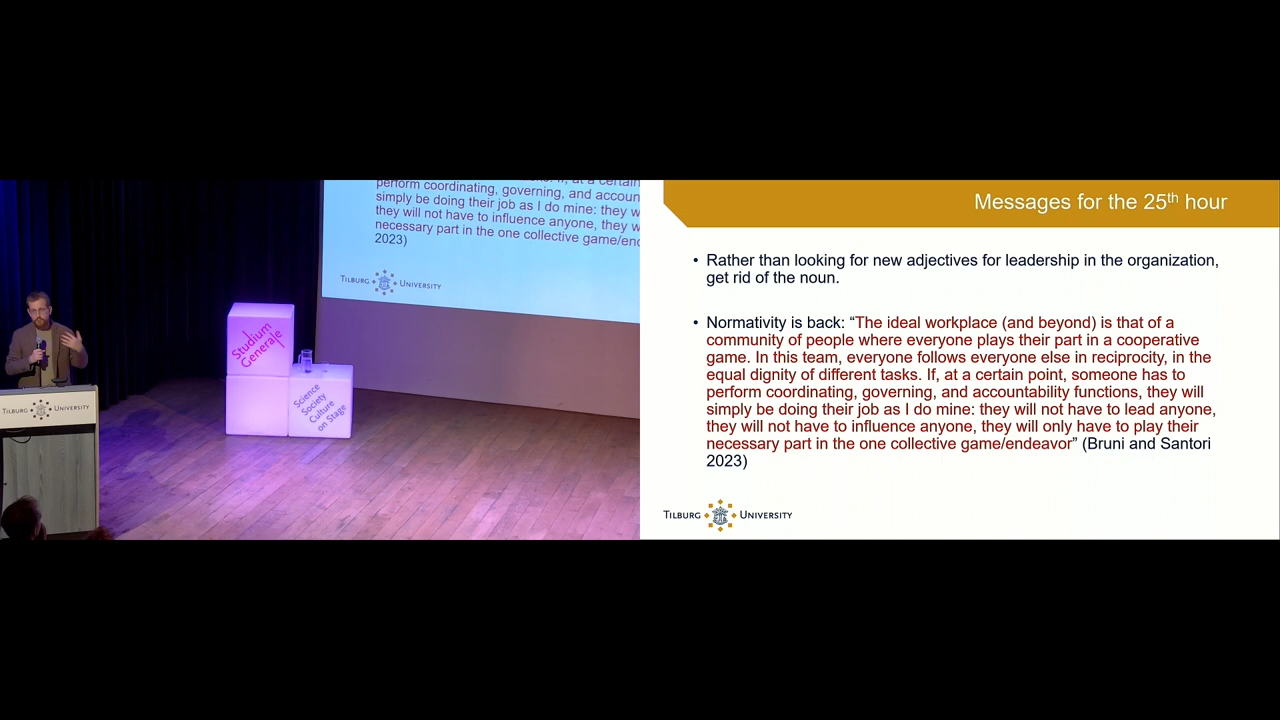 perform coordinating, governing, and accoun
simply be doing their job as I do mine: they w
they will not have to influence anyone, they w
necessary part in the one collective game/end
2023)
TILBURG UNIVERSITY
Studium
Generale
Science
Society
Culture
on Stage
TILBURG UNIVERSITY
Messages for the 25th hour
• Rather than looking for new adjectives for leadership in the organization,
get rid of the noun.
• Normativity is back: “The ideal workplace (and beyond) is that of a
community of people where everyone plays their part in a cooperative
game. In this team, everyone follows everyone else in reciprocity, in the
equal dignity of different tasks. If, at a certain point, someone has to
perform coordinating, governing, and accountability functions, they will
simply be doing their job as I do mine: they will not have to lead anyone,
they will not have to influence anyone, they will only have to play their
necessary part in the one collective game/endeavor” (Bruni and Santori
2023)
TILBURG UNIVERSITY